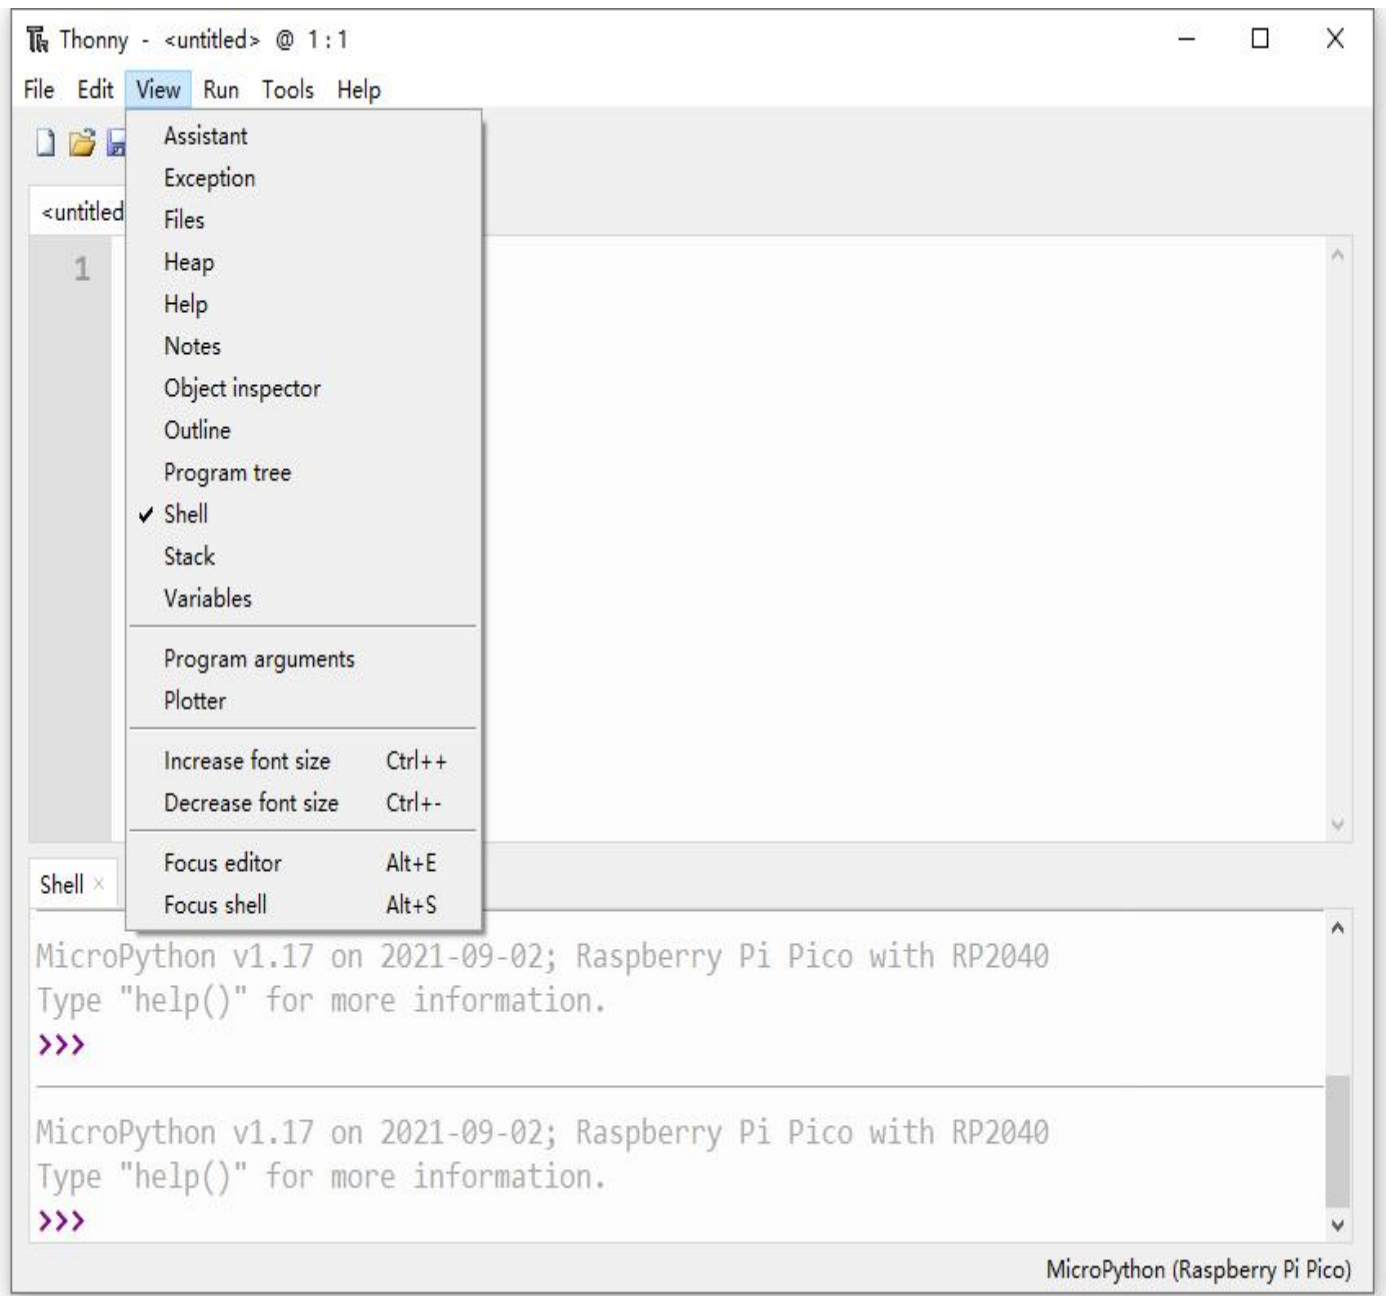 Thonny - <untitled> @ 1:1
File Edit View Run Tools Help
Assistant
Exception
<untitled
Files
1
Heap
Help
Notes
Object inspector
Outline
Program tree
✓ Shell
Stack
Variables
Program arguments
Plotter
Increase font size Ctrl++
Decrease font size Ctrl+-
Focus editor Alt+E
Focus shell Alt+S
Shell ×
MicroPython v1.17 on 2021-09-02; Raspberry Pi Pico with RP2040
Type "help()" for more information.
>>>
MicroPython v1.17 on 2021-09-02; Raspberry Pi Pico with RP2040
Type "help()" for more information.
>>>
MicroPython (Raspberry Pi Pico)